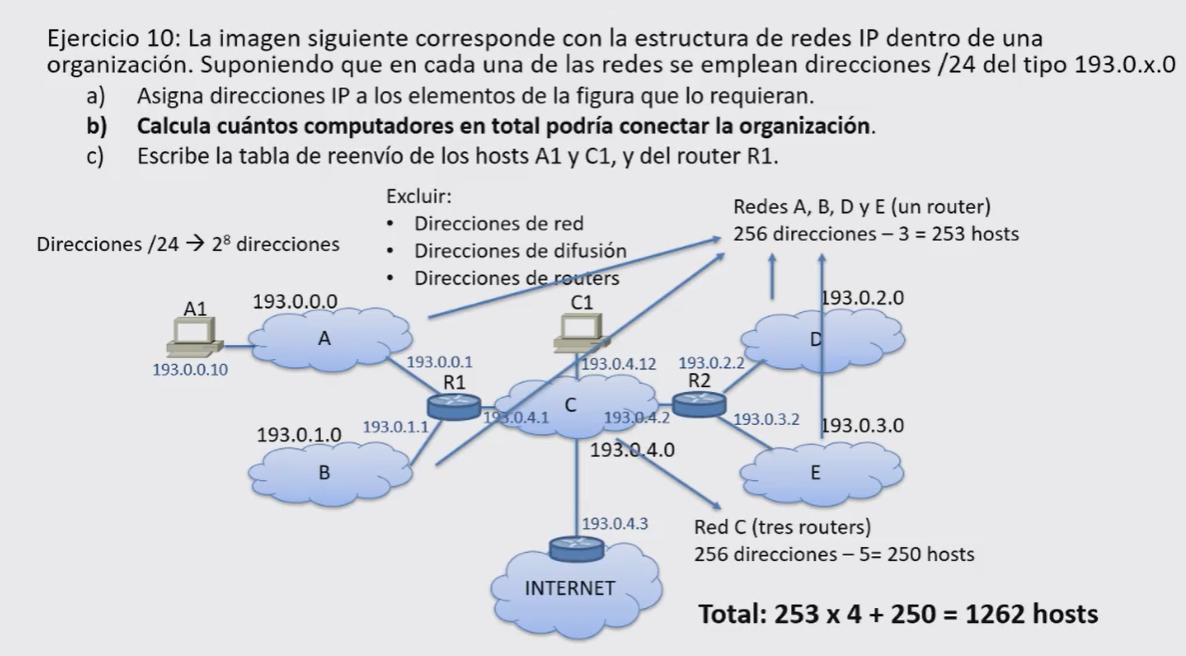 Ejercicio 10: La imagen siguiente corresponde con la estructura de redes IP dentro de una
organización. Suponiendo que en cada una de las redes se emplean direcciones /24 del tipo 193.0.x.0
a) Asigna direcciones IP a los elementos de la figura que lo requieran.
b) Calcula cuántos computadores en total podría conectar la organización.
c) Escribe la tabla de reenvío de los hosts A1 y C1, y del router R1.
Direcciones /24 → 2⁸ direcciones
Excluir:
• Direcciones de red
• Direcciones de difusión
• Direcciones de routers
Redes A, B, D y E (un router)
256 direcciones – 3 = 253 hosts
A1
193.0.0.0
C1
193.0.2.0
A
D
193.0.0.10
193.0.0.1
193.0.4.12
193.0.2.2
R1
R2
C
193.0.4.1
193.0.4.2
193.0.1.0
193.0.1.1
193.0.3.2
193.0.3.0
193.0.4.0
B
E
193.0.4.3
Red C (tres routers)
256 direcciones – 5= 250 hosts
INTERNET
Total: 253 x 4 + 250 = 1262 hosts